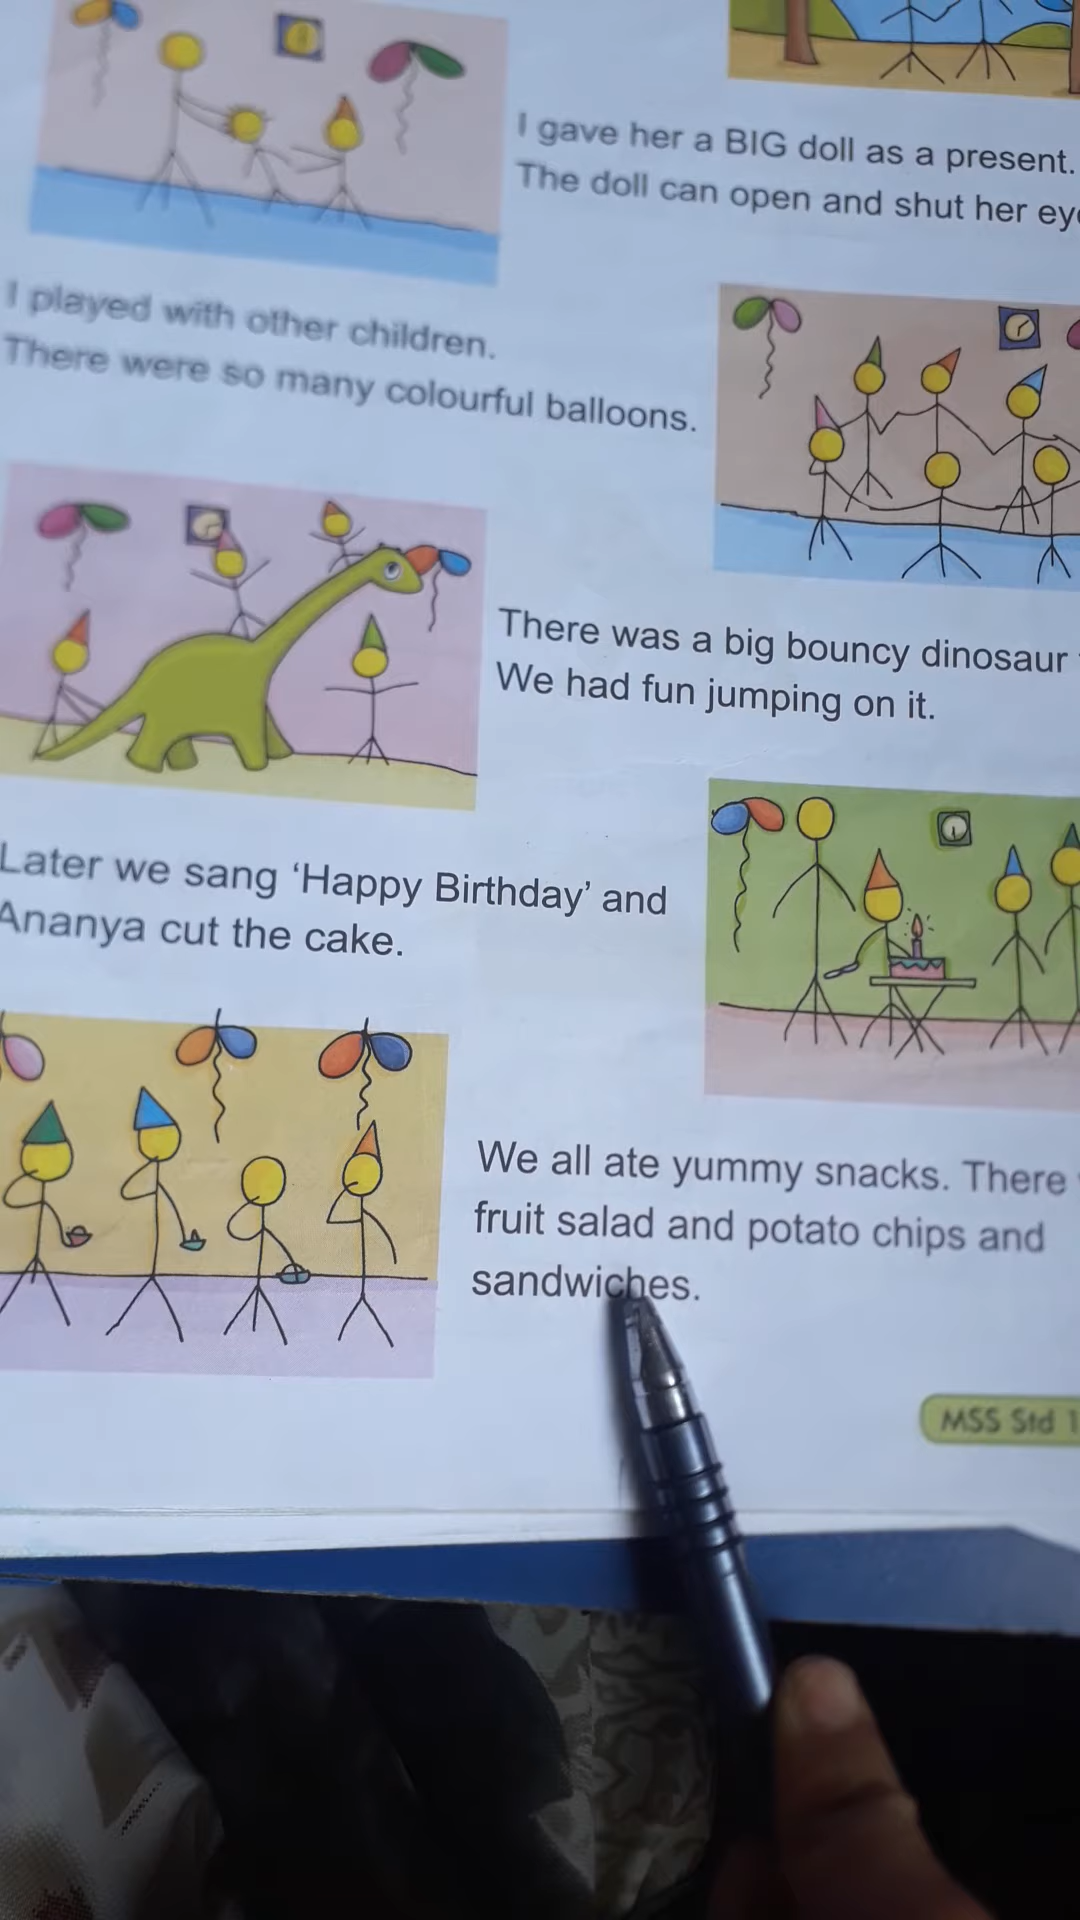 I gave her a BIG doll as a present.
The doll can open and shut her
I played with other children.
There were so many colourful balloons.
There was a big bouncy dinosaur
We had fun jumping on it.
Later we sang ‘Happy Birthday’ and
Ananya cut the cake.
We all ate yummy snacks. There
fruit salad and potato chips and
sandwiches.
MSS Std 1